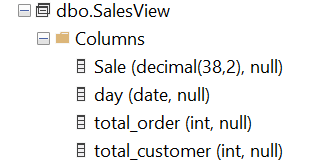 dbo.SalesView
Columns
Sale (decimal(38,2), null)
day (date, null)
total_order (int, null)
total_customer (int, null)